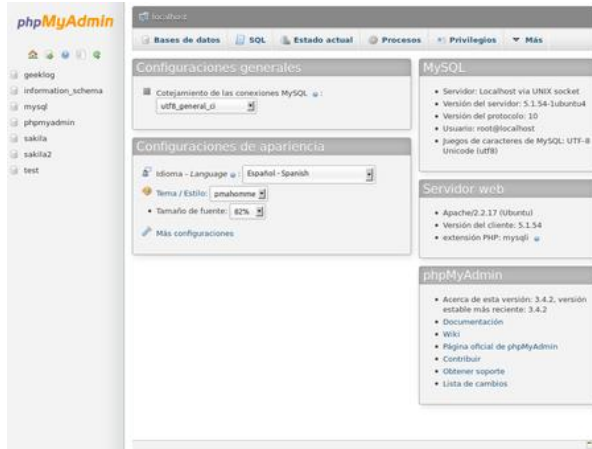 phpMyAdmin
geeklog
information_schema
mysql
phpmyadmin
sakila
sakila2
test
localhost
Bases de datos
SQL
Estado actual
Procesos
Privilegios
Más
Configuraciones generales
Cotejamiento de las conexiones MySQL :
utf8_general_ci
Configuraciones de apariencia
Idioma - Language : Español - Spanish
Tema / Estilo: pmahomme
Tamaño de fuente: 82%
Más configuraciones
MySQL
Servidor: Localhost via UNIX socket
Versión del servidor: 5.1.54-1ubuntu4
Versión del protocolo: 10
Usuario: root@localhost
Juegos de caracteres de MySQL: UTF-8
Unicode (utf8)
Servidor web
Apache/2.2.17 (Ubuntu)
Versión del cliente: 5.1.54
extensión PHP: mysqli
phpMyAdmin
Acerca de esta versión: 3.4.2, versión
estable más reciente: 3.4.2
Documentación
Wiki
Página oficial de phpMyAdmin
Contribuir
Obtener soporte
Lista de cambios